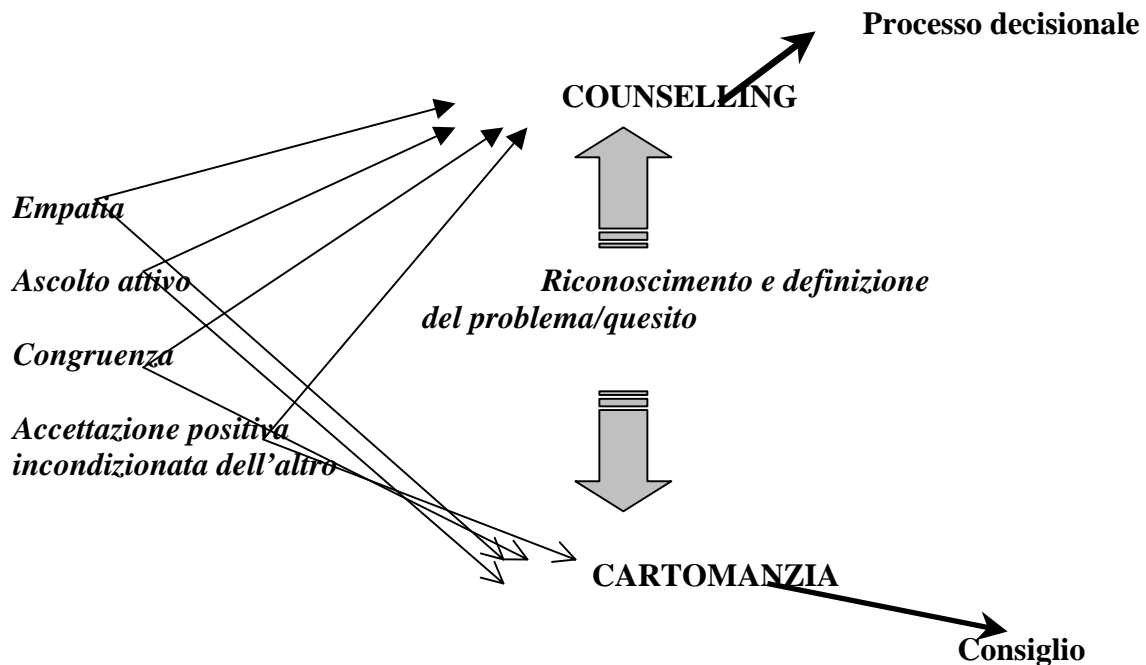 Processo decisionale
COUNSELLING
Empatia
Ascolto attivo
Riconoscimento e definizione
del problema/quesito
Congruenza
Accettazione positiva
incondizionata dell’altro
CARTOMANZIA
Consiglio